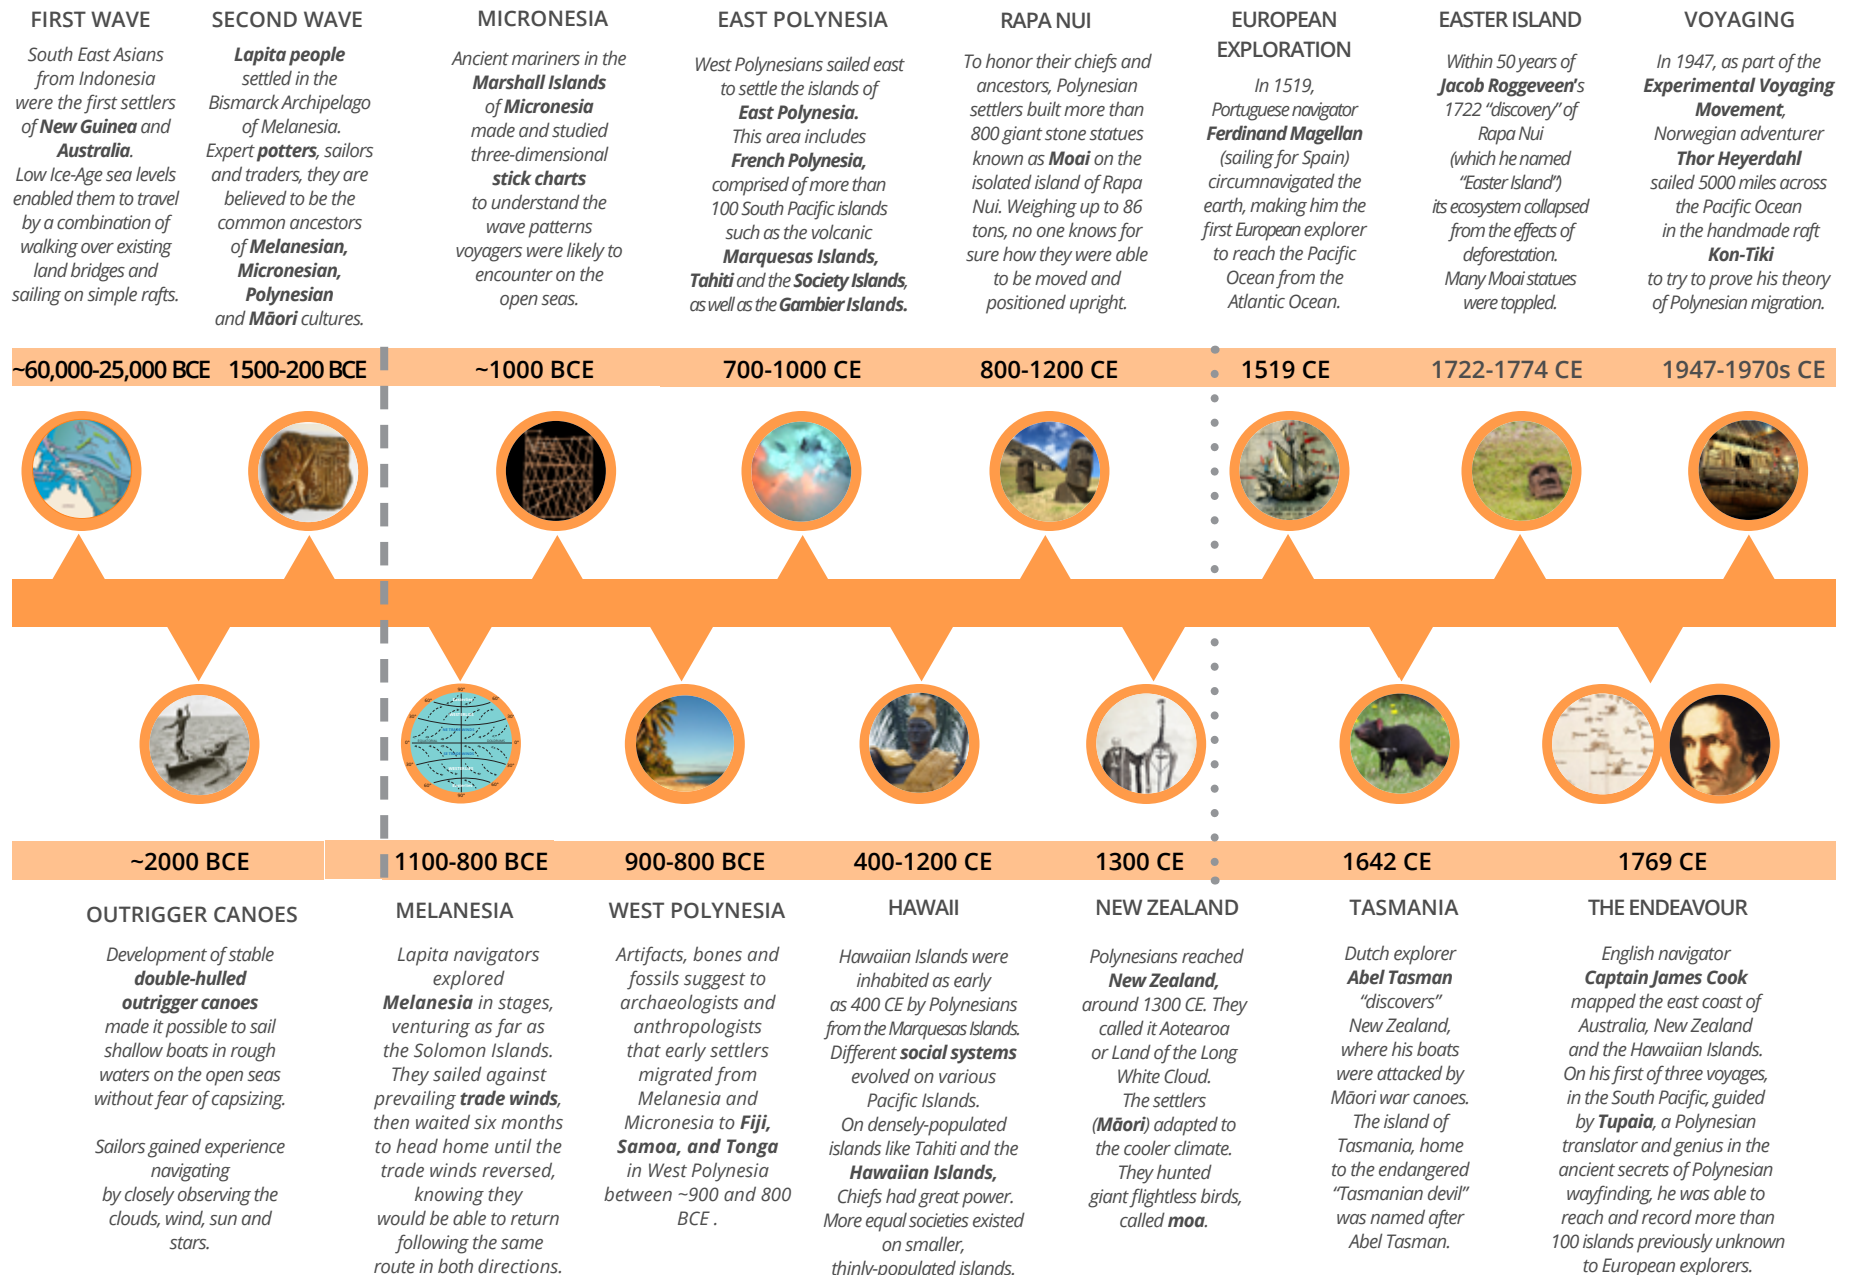 FIRST WAVE
South East Asians
from Indonesia
were the first settlers
of New Guinea and
Australia.
Low Ice-Age sea levels
enabled them to travel
by a combination of
walking over existing
land bridges and
sailing on simple rafts.
SECOND WAVE
Lapita people
settled in the
Bismarck Archipelago
of Melanesia.
Expert potters, sailors
and traders, they are
believed to be the
common ancestors
of Melanesian,
Micronesian,
Polynesian
and Māori cultures.
MICRONESIA
Ancient mariners in the
Marshall Islands
of Micronesia
made and studied
three-dimensional
stick charts
to understand the
wave patterns
voyagers were likely to
encounter on the
open seas.
EAST POLYNESIA
West Polynesians sailed east
to settle the islands of
East Polynesia.
This area includes
French Polynesia,
comprised of more than
100 South Pacific islands
such as the volcanic
Marquesas Islands,
Tahiti and the Society Islands,
as well as the Gambier Islands.
RAPA NUI
To honor their chiefs and
ancestors, Polynesian
settlers built more than
800 giant stone statues
known as Moai on the
isolated island of Rapa
Nui. Weighing up to 86
tons, no one knows for
sure how they were able
to be moved and
positioned upright.
EUROPEAN
EXPLORATION
In 1519,
Portuguese navigator
Ferdinand Magellan
(sailing for Spain)
circumnavigated the
earth, making him the
first European explorer
to reach the Pacific
Ocean from the
Atlantic Ocean.
EASTER ISLAND
Within 50 years of
Jacob Roggeveen's
1722 “discovery” of
Rapa Nui
(which he named
“Easter Island”)
its ecosystem collapsed
from the effects of
deforestation.
Many Moai statues
were toppled.
VOYAGING
In 1947, as part of the
Experimental Voyaging
Movement,
Norwegian adventurer
Thor Heyerdahl
sailed 5000 miles across
the Pacific Ocean
in the handmade raft
Kon-Tiki
to try to prove his theory
of Polynesian migration.
~60,000-25,000 BCE
1500-200 BCE
~1000 BCE
700-1000 CE
800-1200 CE
1519 CE
1722-1774 CE
1947-1970s CE
~2000 BCE
1100-800 BCE
900-800 BCE
400-1200 CE
1300 CE
1642 CE
1769 CE
OUTRIGGER CANOES
Development of stable
double-hulled
outrigger canoes
made it possible to sail
shallow boats in rough
waters on the open seas
without fear of capsizing.
Sailors gained experience
navigating
by closely observing the
clouds, wind, sun and
stars.
MELANESIA
Lapita navigators
explored
Melanesia in stages,
venturing as far as
the Solomon Islands.
They sailed against
prevailing trade winds,
then waited six months
to head home until the
trade winds reversed,
knowing they
would be able to return
following the same
route in both directions.
WEST POLYNESIA
Artifacts, bones and
fossils suggest to
archaeologists and
anthropologists
that early settlers
migrated from
Melanesia and
Micronesia to Fiji,
Samoa, and Tonga
in West Polynesia
between ~900 and 800
BCE .
HAWAII
Hawaiian Islands were
inhabited as early
as 400 CE by Polynesians
from the Marquesas Islands.
Different social systems
evolved on various
Pacific Islands.
On densely-populated
islands like Tahiti and the
Hawaiian Islands,
Chiefs had great power.
More equal societies existed
on smaller,
thinly-populated islands.
NEW ZEALAND
Polynesians reached
New Zealand,
around 1300 CE. They
called it Aotearoa
or Land of the Long
White Cloud.
The settlers
(Māori) adapted to
the cooler climate.
They hunted
giant flightless birds,
called moa.
TASMANIA
Dutch explorer
Abel Tasman
“discovers”
New Zealand,
where his boats
were attacked by
Māori war canoes.
The island of
Tasmania, home
to the endangered
“Tasmanian devil”
was named after
Abel Tasman.
THE ENDEAVOUR
English navigator
Captain James Cook
mapped the east coast of
Australia, New Zealand
and the Hawaiian Islands.
On his first of three voyages,
in the South Pacific, guided
by Tupaia, a Polynesian
translator and genius in the
ancient secrets of Polynesian
wayfinding, he was able to
reach and record more than
100 islands previously unknown
to European explorers.